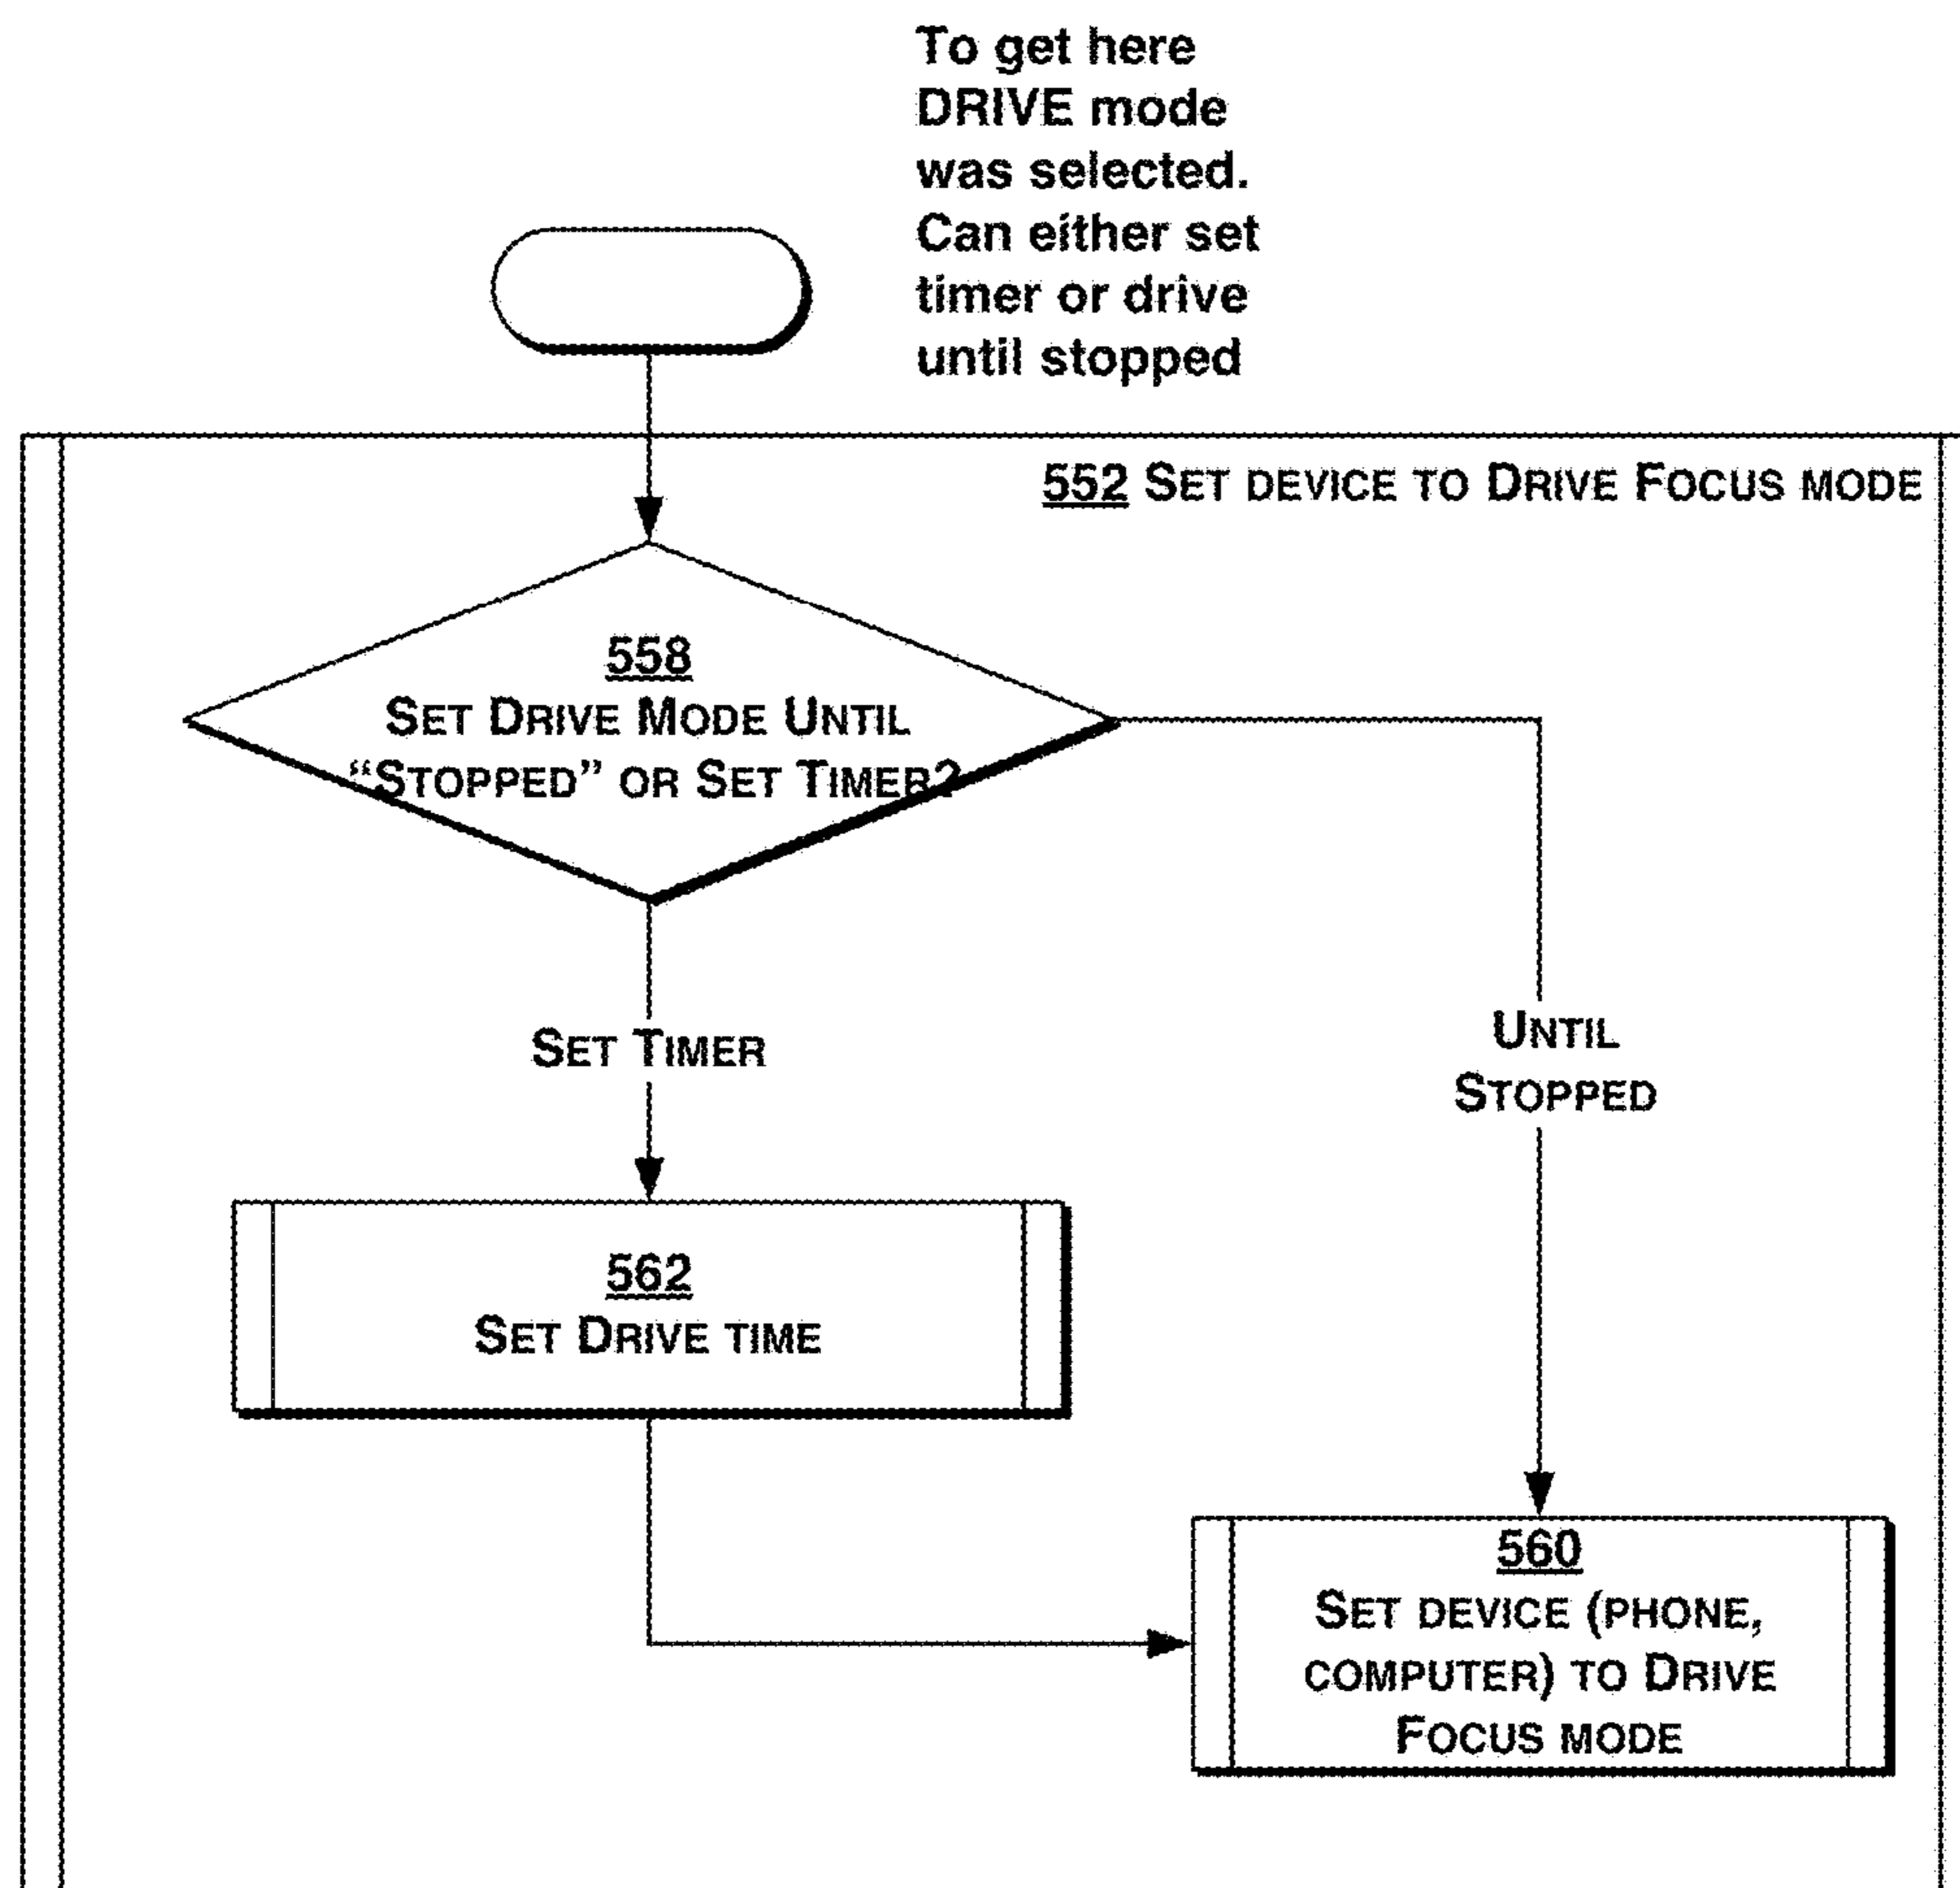 To get here
DRIVE mode
was selected.
Can either set
timer or drive
until stopped
552 SET DEVICE TO DRIVE FOCUS MODE
558
SET DRIVE MODE UNTIL
“STOPPED” OR SET TIMER?
SET TIMER
UNTIL
STOPPED
562
SET DRIVE TIME
560
SET DEVICE (PHONE,
COMPUTER) TO DRIVE
FOCUS MODE